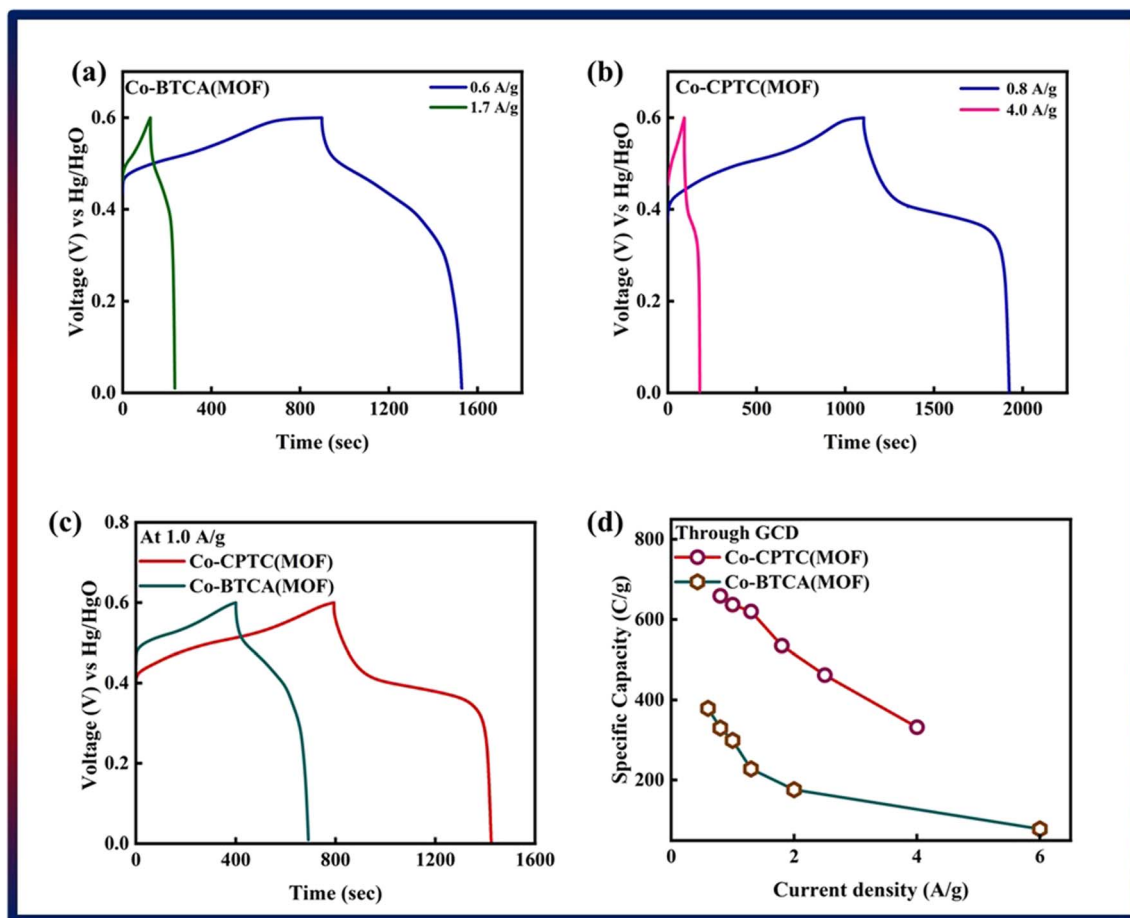 (a)
Co-BTCA(MOF)
0.6 A/g
1.7 A/g
Voltage (V) vs Hg/HgO
0.6
0.4
0.2
0.0
0 400 800 1200 1600
Time (sec)
(b)
Co-CPTC(MOF)
0.8 A/g
4.0 A/g
Voltage (V) Vs Hg/HgO
0.6
0.4
0.2
0.0
0 500 1000 1500 2000
Time (sec)
(c)
At 1.0 A/g
Co-CPTC(MOF)
Co-BTCA(MOF)
Voltage (V) vs Hg/HgO
0.8
0.6
0.4
0.2
0.0
0 400 800 1200 1600
Time (sec)
(d)
Through GCD
Co-CPTC(MOF)
Co-BTCA(MOF)
Specific Capacity (C/g)
800
600
400
200
0 2 4 6
Current density (A/g)